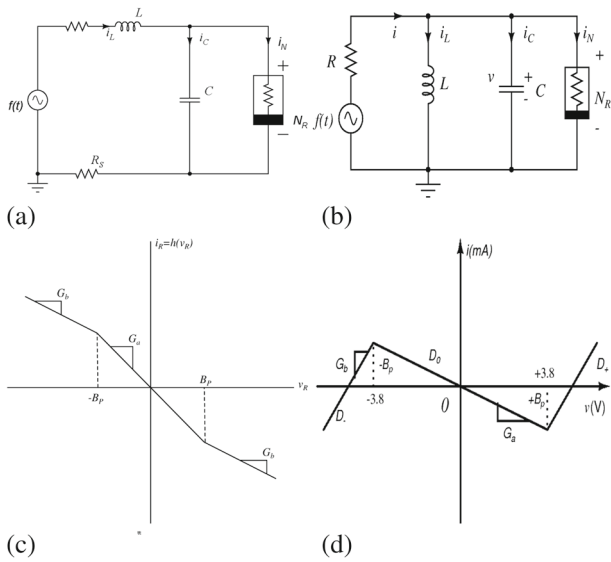 L
i_L
i_C
i_N
+
f(t)
C
−
N_R
R_S
(a)
i
i_L
i_C
i_N
+
R
L
v
+
-
C
N_R
f(t)
-
(b)
i_R=h(v_R)
G_b
G_a
-B_P
B_P
v_R
G_b
(c)
i(mA)
G_b
-B_p
D_0
+3.8
D_+
-3.8
0
+B_p
v(V)
D_-
G_a
(d)